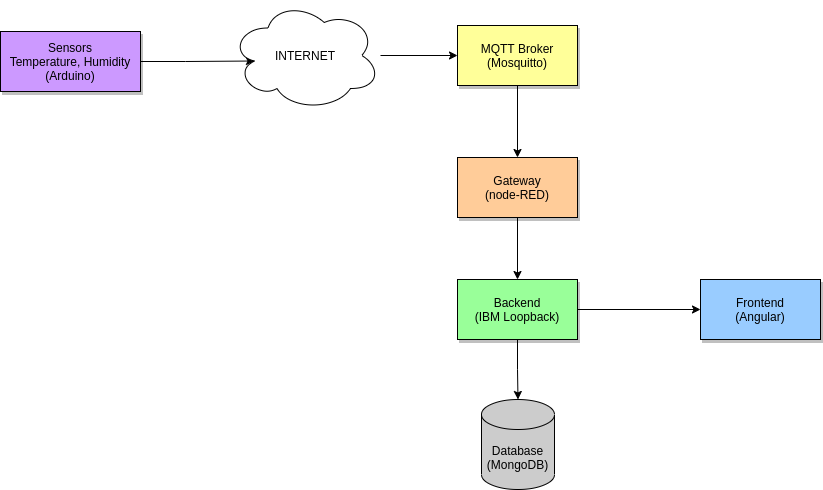 Sensors
Temperature, Humidity
(Arduino)
INTERNET
MQTT Broker
(Mosquitto)
Gateway
(node-RED)
Backend
(IBM Loopback)
Frontend
(Angular)
Database
(MongoDB)